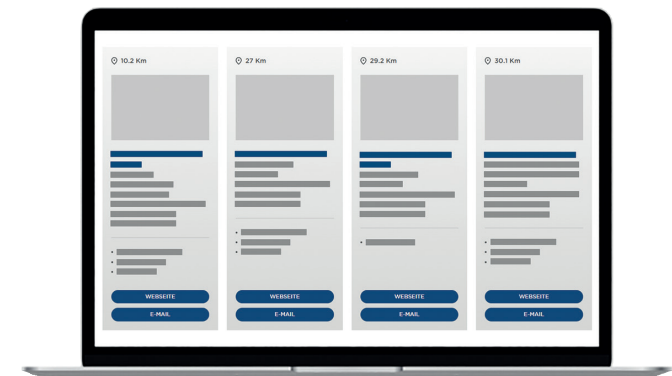 10.2 Km
27 Km
29.2 Km
30.1 Km
WEBSEITE
WEBSEITE
WEBSEITE
WEBSEITE
E-MAIL
E-MAIL
E-MAIL
E-MAIL